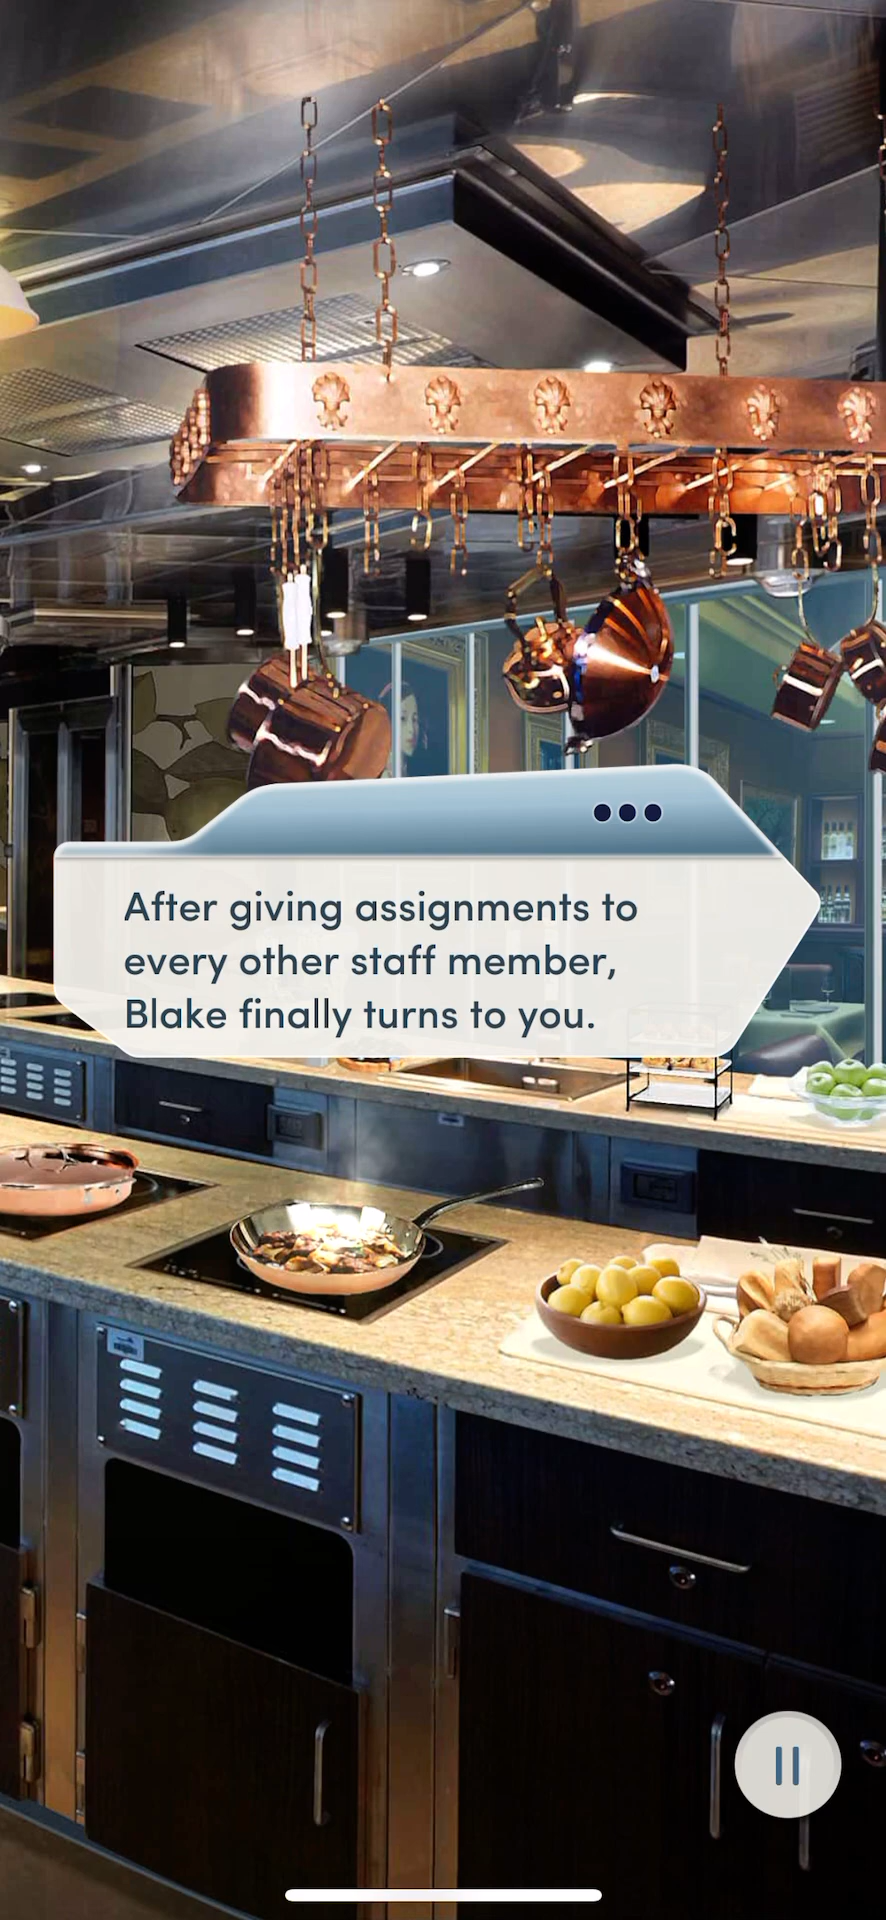 After giving assignments to
every other staff member,
Blake finally turns to you.